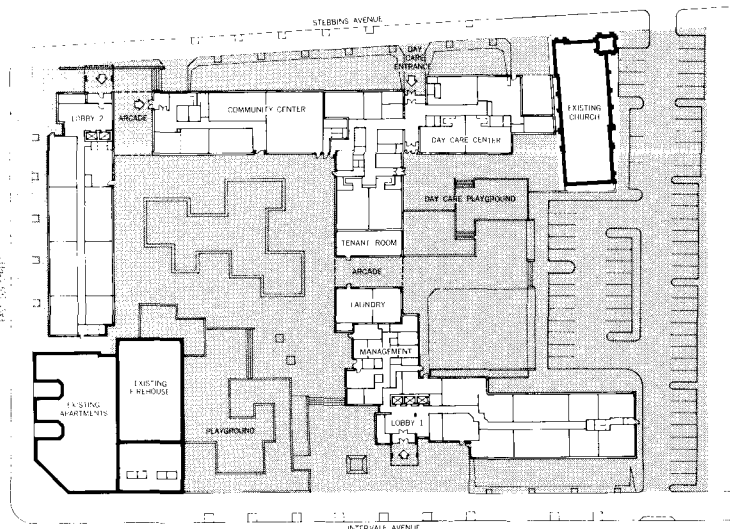 STEBBINS AVENUE
DAY
CARE
ENTRANCE
LOBBY 2
ARCADE
COMMUNITY CENTER
DAY CARE CENTER
EXISTING
CHURCH
DAY CARE PLAYGROUND
TENANT ROOM
ARCADE
LAUNDRY
MANAGEMENT
EXISTING
FIREHOUSE
EXISTING
APARTMENTS
PLAYGROUND
LOBBY 1
INTERVALE AVENUE